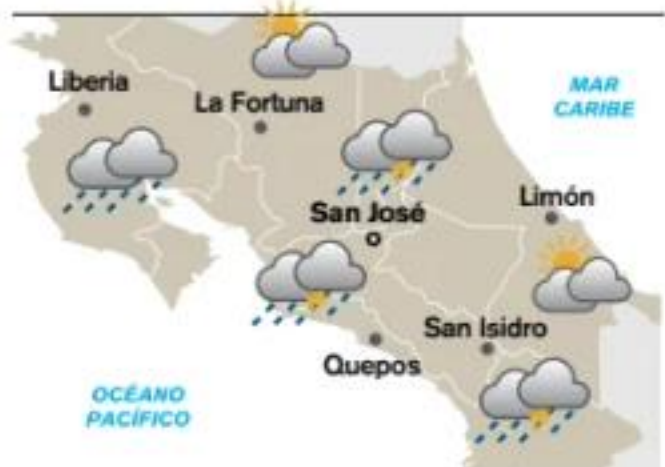 Liberia
La Fortuna
MAR
CARIBE
San José
Limón
San Isidro
Quepos
OCÉANO
PACÍFICO